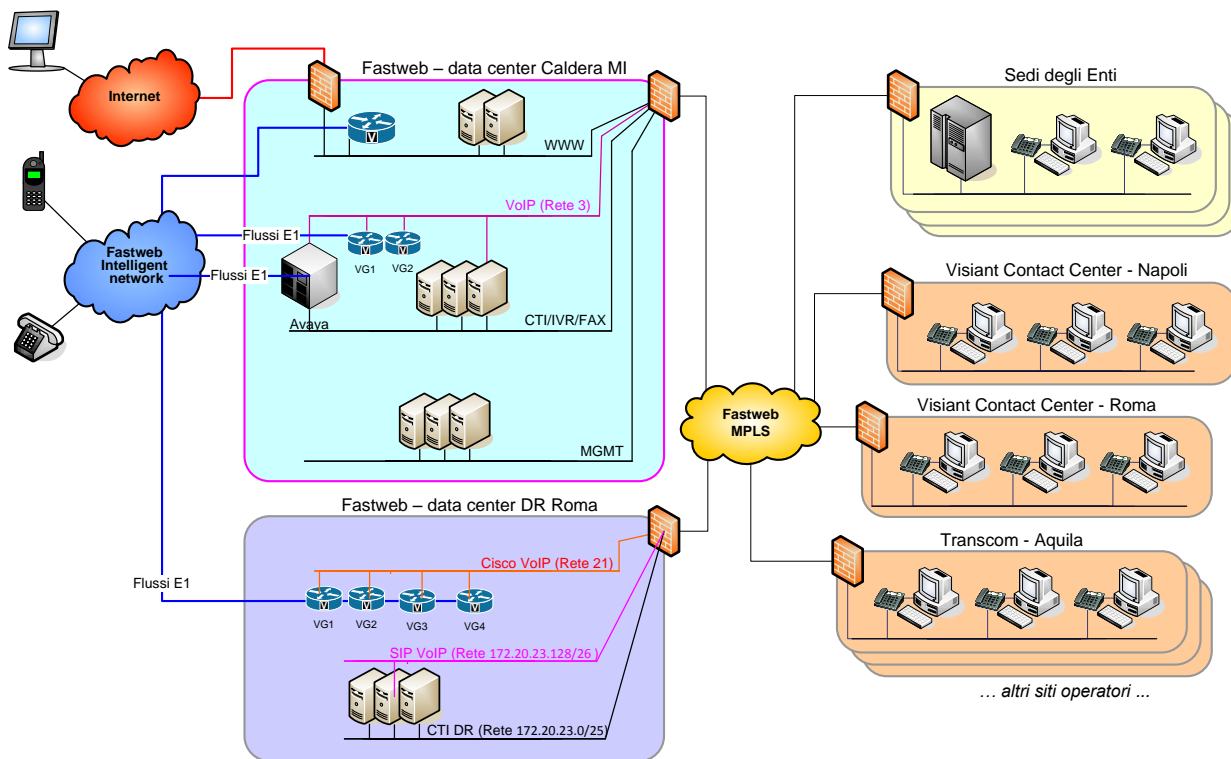 Fastweb – data center Caldera MI
Internet
V
WWW
VoIP (Rete 3)
Flussi E1
V
V
VG1
VG2
Fastweb
Intelligent
network
Flussi E1
Avaya
CTI/IVR/FAX
MGMT
Fastweb – data center DR Roma
Cisco VoIP (Rete 21)
Flussi E1
V
V
V
V
VG1
VG2
VG3
VG4
SIP VoIP (Rete 172.20.23.128/26)
CTI DR (Rete 172.20.23.0/25)
Fastweb
MPLS
Sedi degli Enti
Visiant Contact Center - Napoli
Visiant Contact Center - Roma
Transcom - Aquila
... altri siti operatori ...